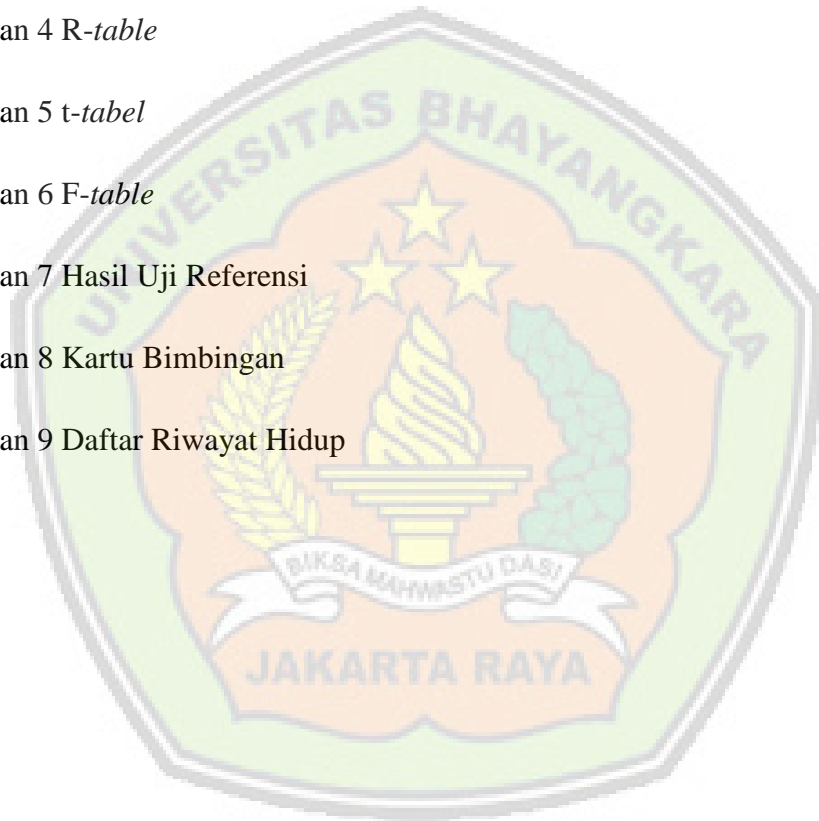 an 4 R-table
an 5 t-tabel
an 6 F-table
an 7 Hasil Uji Referensi
an 8 Kartu Bimbingan
an 9 Daftar Riwayat Hidup
UNIVERSITAS BHAYANGKARA
BIKSA MAHWASTU DASI
JAKARTA RAYA